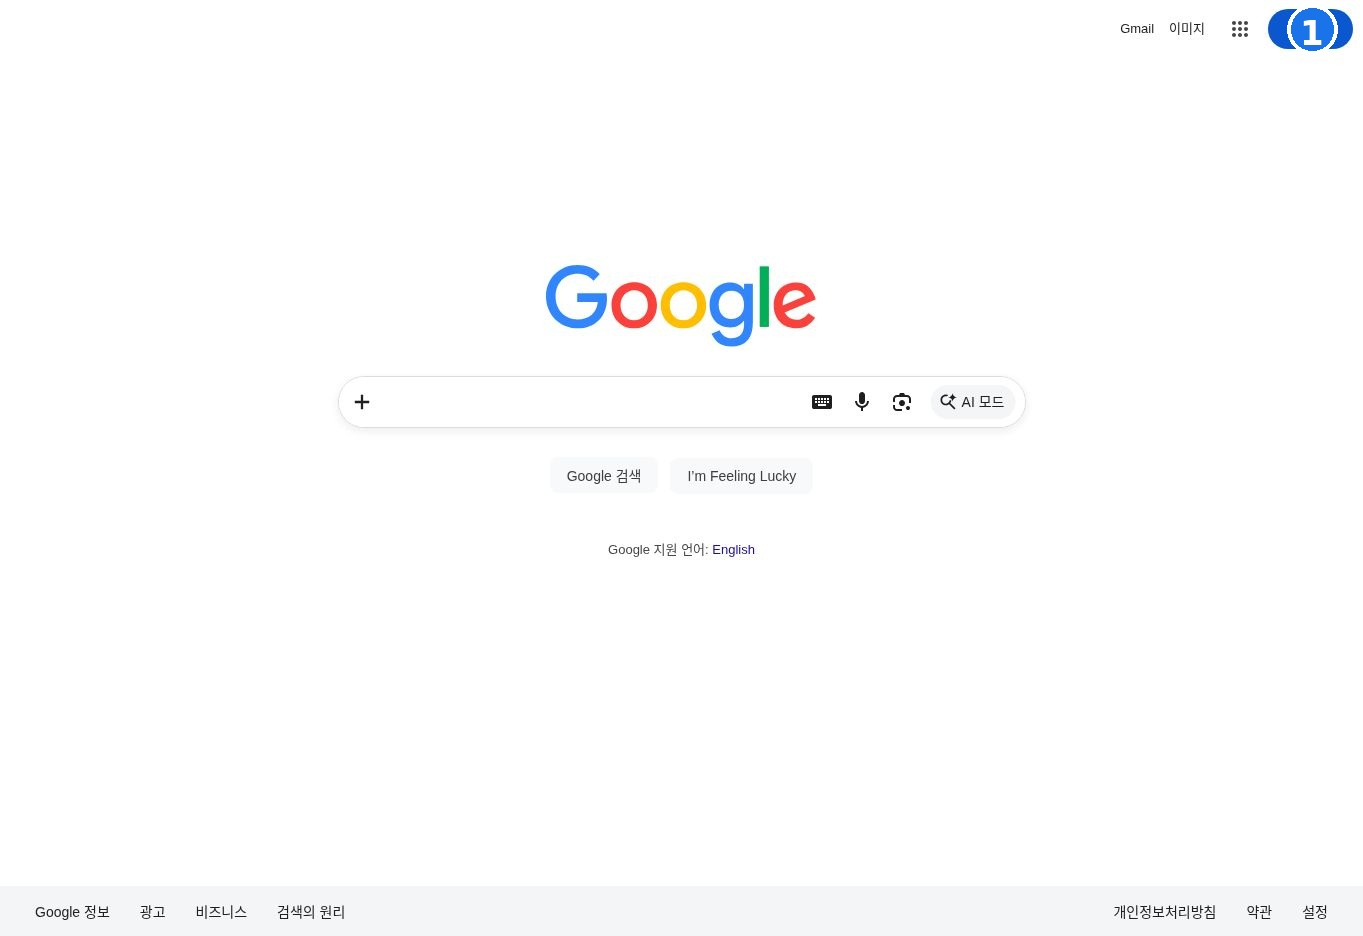 Gmail 이미지
1
Google
AI 모드
Google 검색 I'm Feeling Lucky
Google 지원 언어: English
Google 정보 광고 비즈니스 검색의 원리 개인정보처리방침 약관 설정